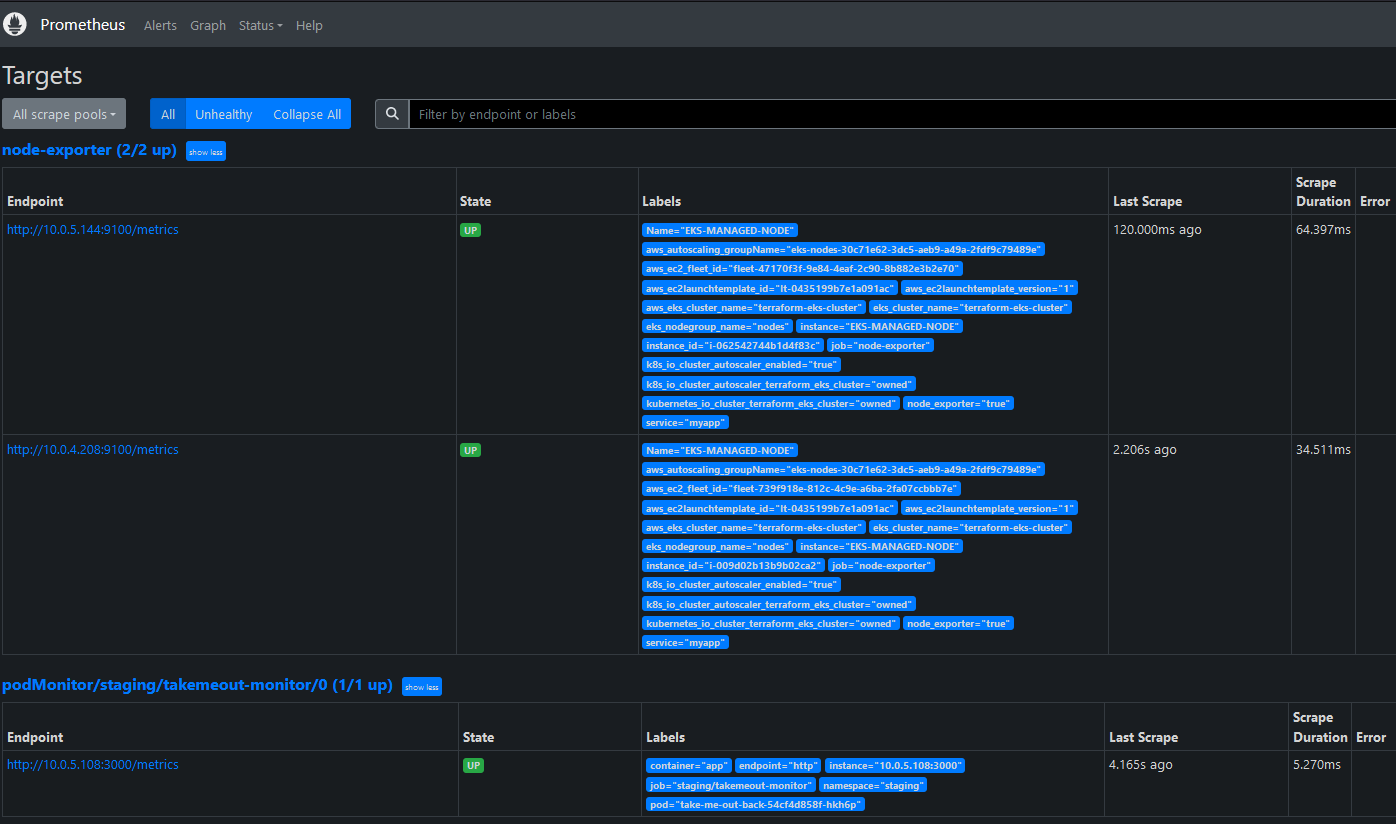 Prometheus Alerts Graph Status Help
Targets
All scrape pools All Unhealthy Collapse All Filter by endpoint or labels
node-exporter (2/2 up) show less
Endpoint State Labels Last Scrape Scrape Duration Error
http://10.0.5.144:9100/metrics UP Name="EKS-MANAGED-NODE" 120.000ms ago 64.397ms
aws_autoscaling_groupName="eks-nodes-30c71e62-3dc5-aeb9-a49a-2fdf9c79489e"
aws_ec2_fleet_id="fleet-47170f3f-9e84-4eaf-2c90-8b882e3b2e70"
aws_ec2launchtemplate_id="lt-0435199b7e1a091ac" aws_ec2launchtemplate_version="1"
aws_eks_cluster_name="terraform-eks-cluster" eks_cluster_name="terraform-eks-cluster"
eks_nodegroup_name="nodes" instance="EKS-MANAGED-NODE"
instance_id="i-062542744b1d4f83c" job="node-exporter"
k8s_io_cluster_autoscaler_enabled="true"
k8s_io_cluster_autoscaler_terraform_eks_cluster="owned"
kubernetes_io_cluster_terraform_eks_cluster="owned" node_exporter="true"
service="myapp"
http://10.0.4.208:9100/metrics UP Name="EKS-MANAGED-NODE" 2.206s ago 34.511ms
aws_autoscaling_groupName="eks-nodes-30c71e62-3dc5-aeb9-a49a-2fdf9c79489e"
aws_ec2_fleet_id="fleet-739f918e-812c-4c9e-a6ba-2fa07ccbbb7e"
aws_ec2launchtemplate_id="lt-0435199b7e1a091ac" aws_ec2launchtemplate_version="1"
aws_eks_cluster_name="terraform-eks-cluster" eks_cluster_name="terraform-eks-cluster"
eks_nodegroup_name="nodes" instance="EKS-MANAGED-NODE"
instance_id="i-009d02b13b9b02ca2" job="node-exporter"
k8s_io_cluster_autoscaler_enabled="true"
k8s_io_cluster_autoscaler_terraform_eks_cluster="owned"
kubernetes_io_cluster_terraform_eks_cluster="owned" node_exporter="true"
service="myapp"
podMonitor/staging/takemeout-monitor/0 (1/1 up) show less
Endpoint State Labels Last Scrape Scrape Duration Error
http://10.0.5.108:3000/metrics UP container="app" endpoint="http" instance="10.0.5.108:3000" 4.165s ago 5.270ms
job="staging/takemeout-monitor" namespace="staging"
pod="take-me-out-back-54cf4d858f-hkh6p"